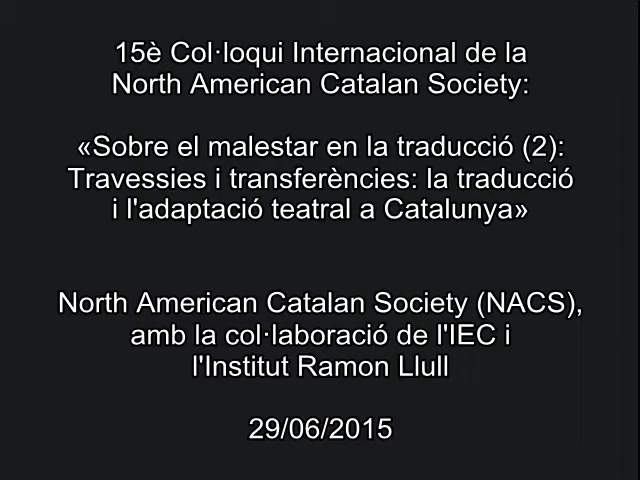 15è Col·loqui Internacional de la
North American Catalan Society:
«Sobre el malestar en la traducció (2):
Travessies i transferències: la traducció
i l'adaptació teatral a Catalunya»
North American Catalan Society (NACS),
amb la col·laboració de l'IEC i
l'Institut Ramon Llull
29/06/2015